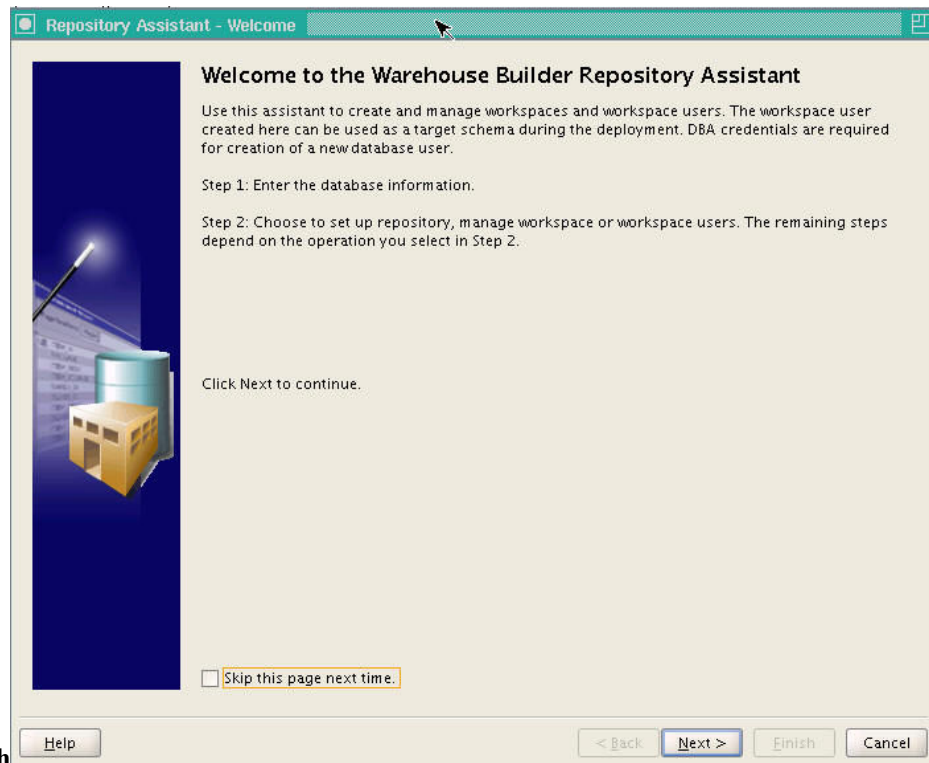 Repository Assistant - Welcome
Welcome to the Warehouse Builder Repository Assistant
Use this assistant to create and manage workspaces and workspace users. The workspace user
created here can be used as a target schema during the deployment. DBA credentials are required
for creation of a new database user.
Step 1: Enter the database information.
Step 2: Choose to set up repository, manage workspace or workspace users. The remaining steps
depend on the operation you select in Step 2.
Click Next to continue.
Skip this page next time.
h
Help
< Back
Next >
Finish
Cancel